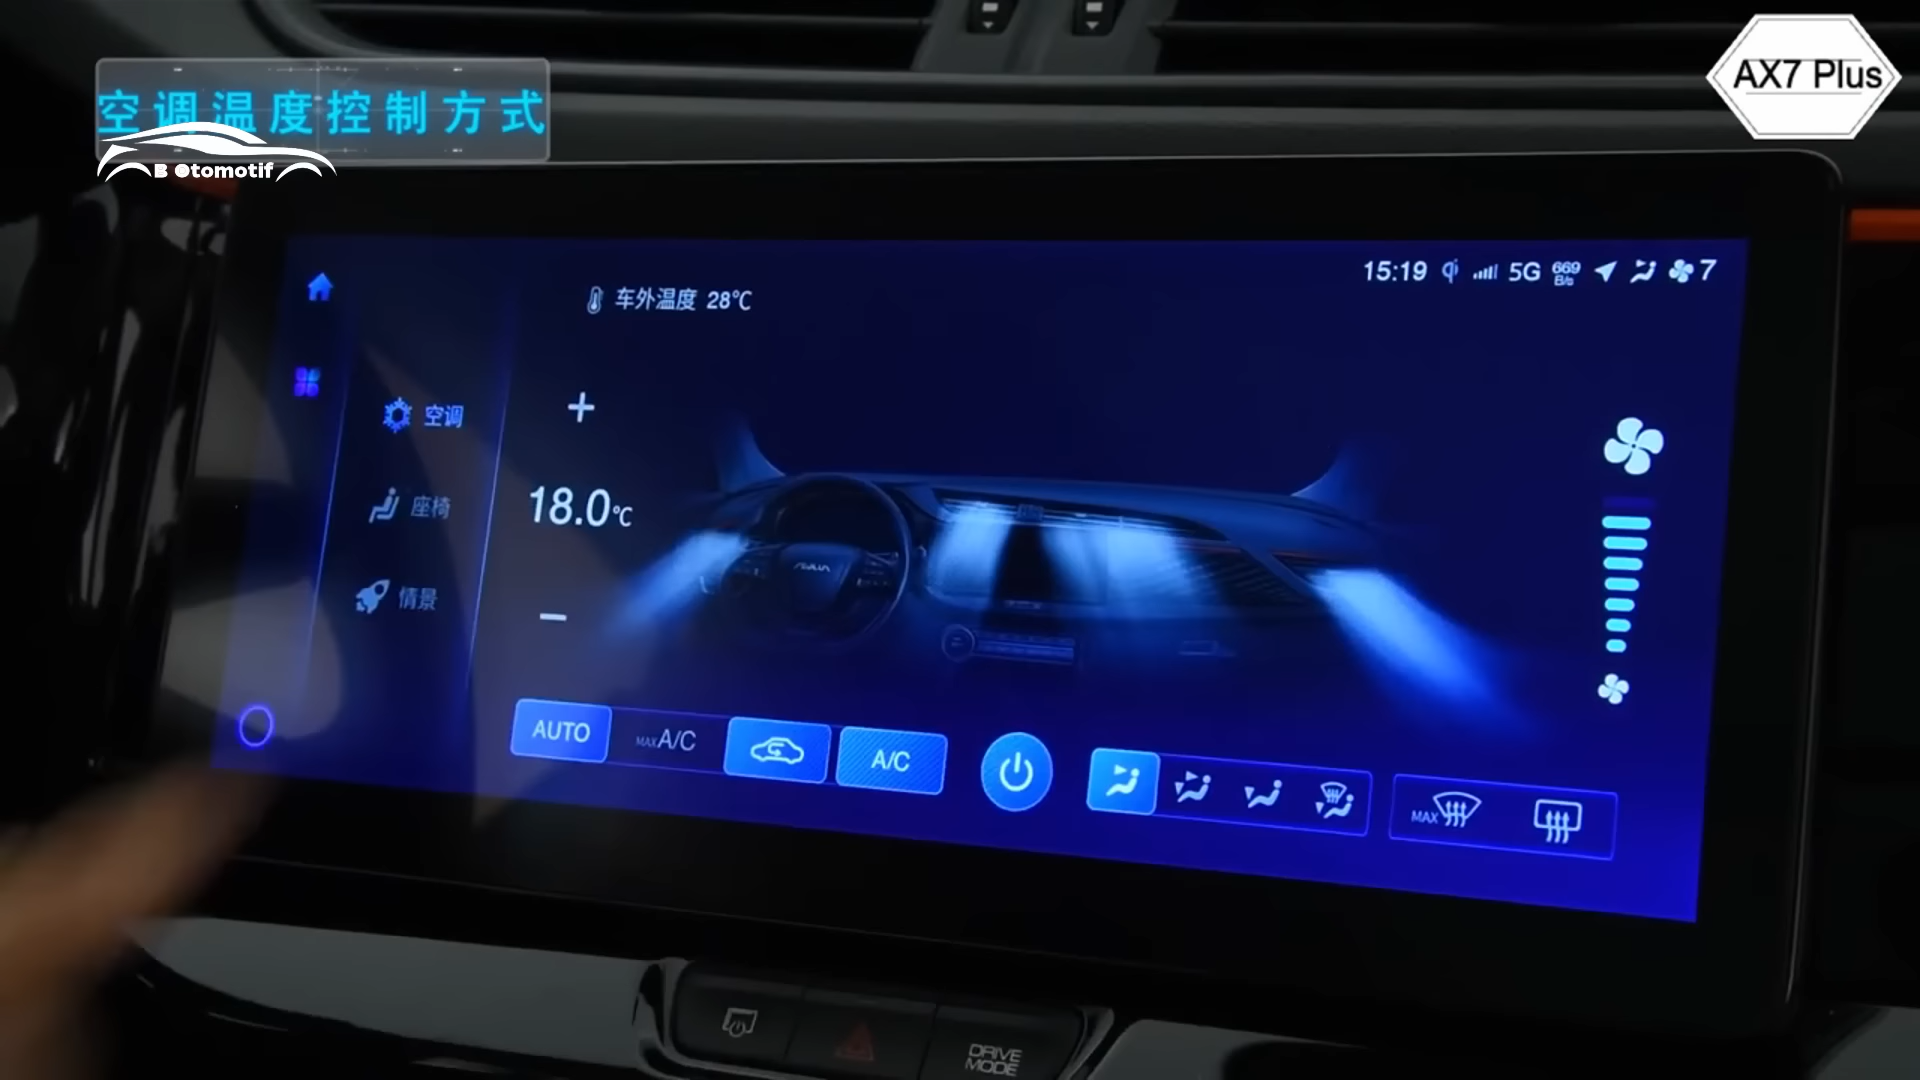 空调温度控制方式
B Otomotif
AX7 Plus
15:19 5G 669 B/s 7
车外温度 28°C
空调
座椅
情景
+
18.0°C
−
AUTO
MAX A/C
A/C
MAX
DRIVE
MODE